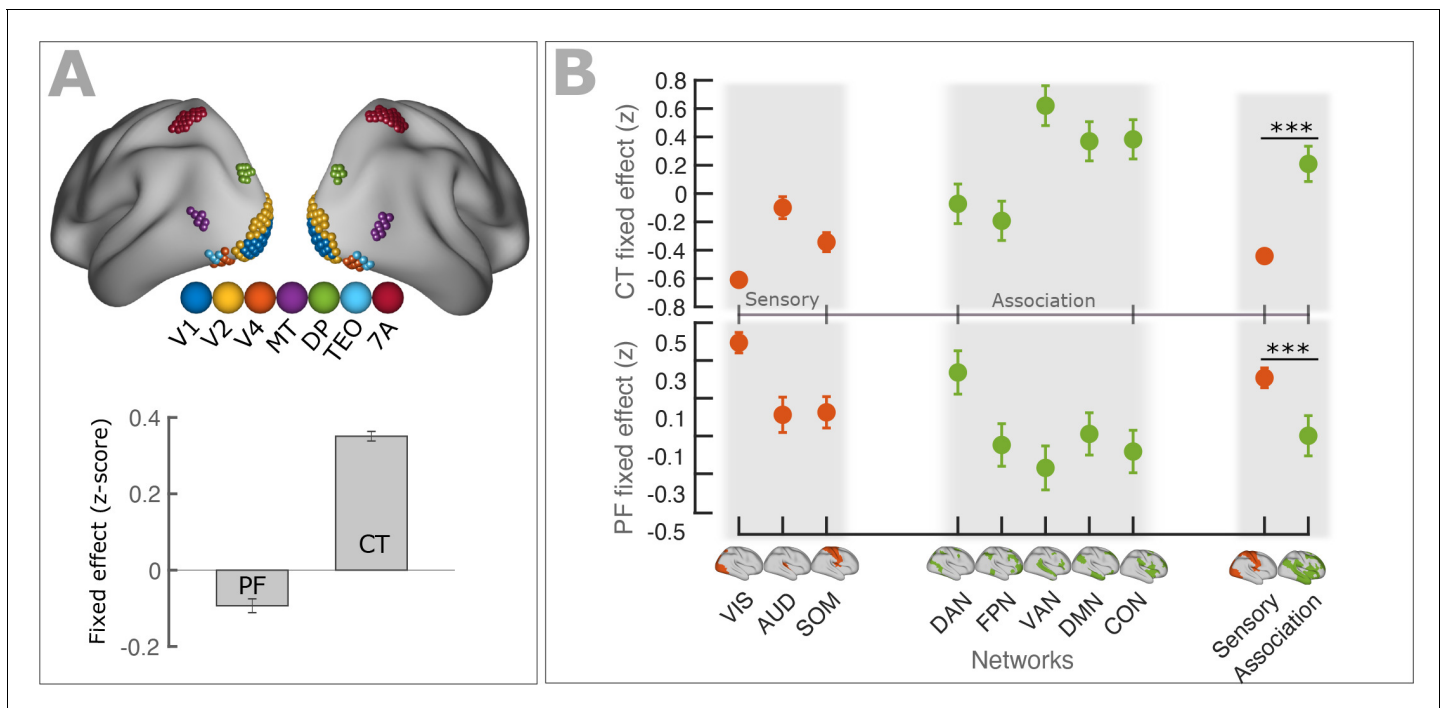 A
V1 V2 V4 MT DP TEO 7A
Fixed effect (z-score)
0.4
0.2
0
-0.2
PF
CT
B
CT fixed effect (z)
0.8
0.6
0.4
0.2
0
-0.2
-0.4
-0.6
-0.8
***
Sensory
Association
PF fixed effect (z)
0.5
0.3
0.1
-0.1
-0.3
-0.5
***
VIS AUD SOM DAN FPN VAN DMN CON Sensory Association
Networks